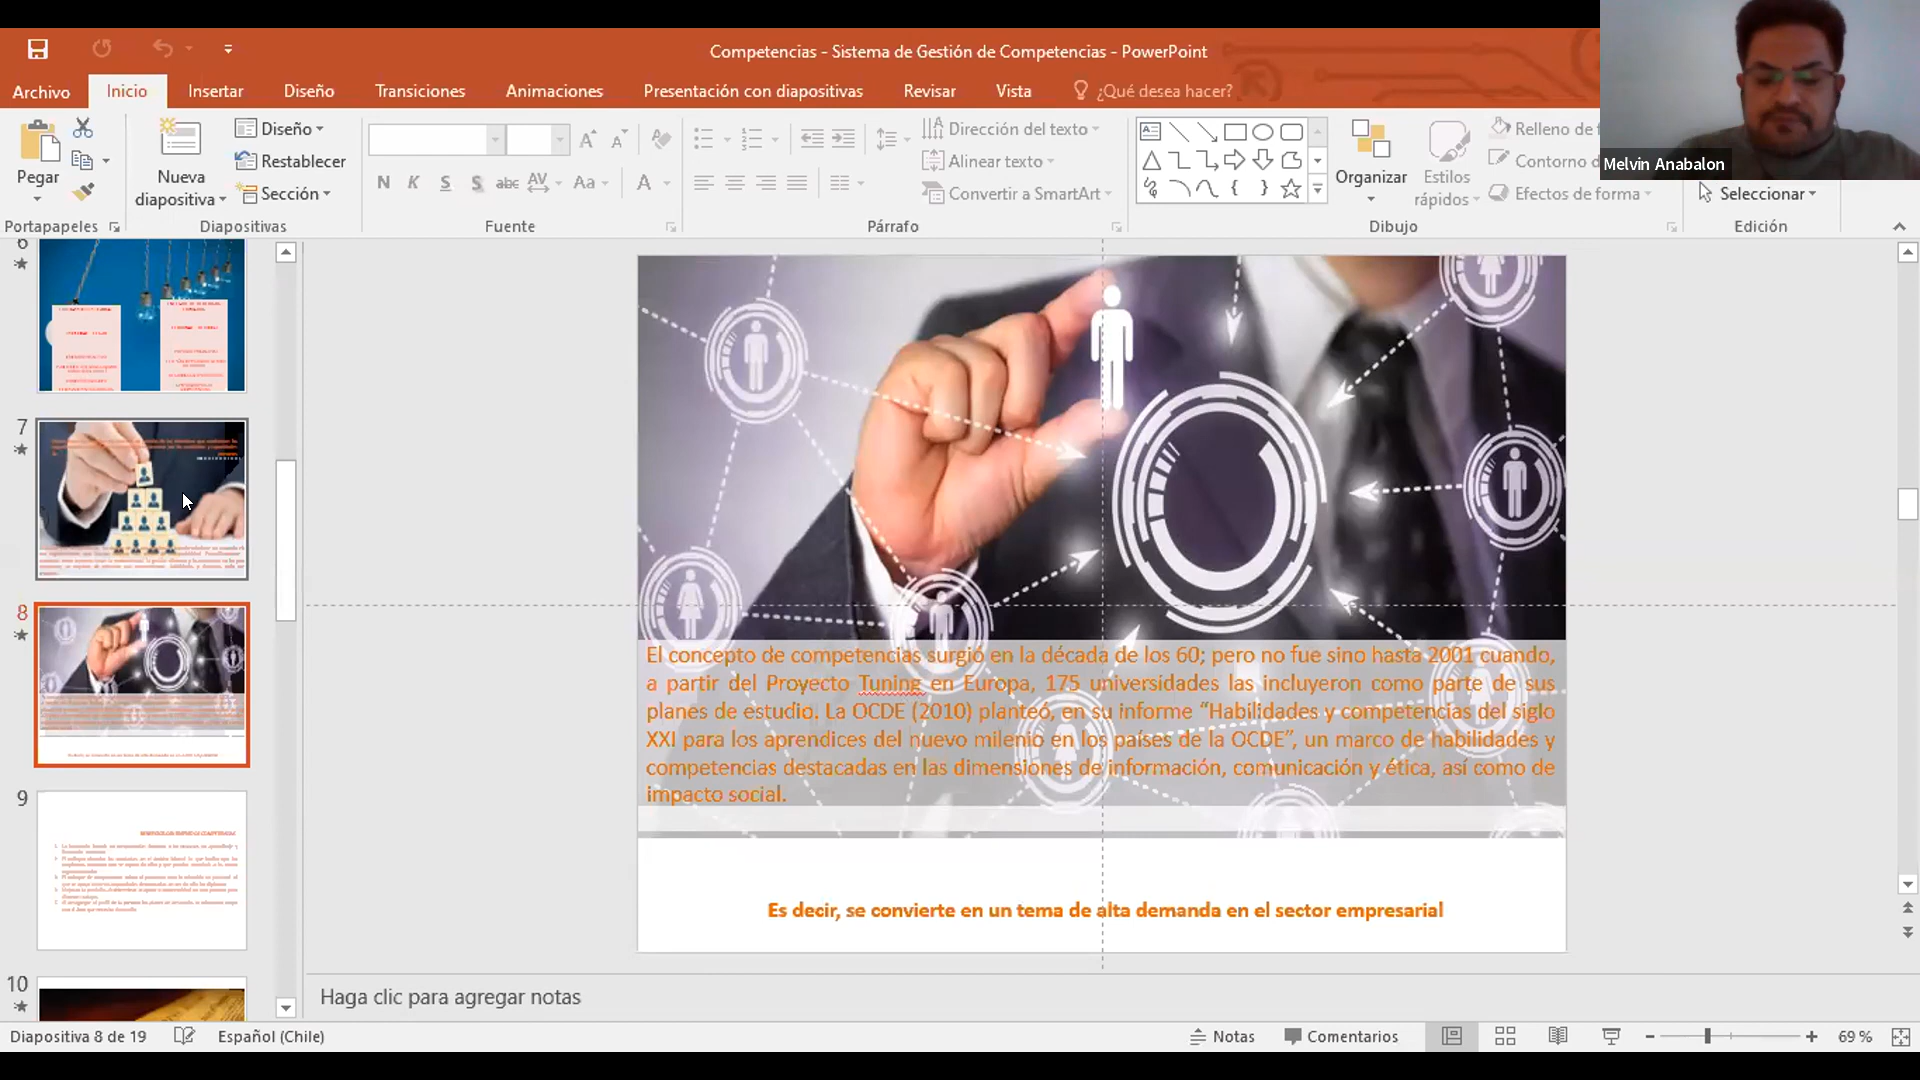 Competencias - Sistema de Gestión de Competencias - PowerPoint
Archivo Inicio Insertar Diseño Transiciones Animaciones Presentación con diapositivas Revisar Vista ¿Qué desea hacer?
Melvin Anabalon
Pegar
Nueva diapositiva
Diseño
Restablecer
Sección
N K S S abc AV Aa A
Dirección del texto
Alinear texto
Convertir a SmartArt
Organizar
Estilos rápidos
Relleno de f
Contorno d
Efectos de forma
Seleccionar
Portapapeles Diapositivas Fuente Párrafo Dibujo Edición
6
7
8
9
10
El concepto de competencias surgió en la década de los 60; pero no fue sino hasta 2001 cuando,
a partir del Proyecto Tuning en Europa, 175 universidades las incluyeron como parte de sus
planes de estudio. La OCDE (2010) planteó, en su informe “Habilidades y competencias del siglo
XXI para los aprendices del nuevo milenio en los países de la OCDE”, un marco de habilidades y
competencias destacadas en las dimensiones de información, comunicación y ética, así como de
impacto social.
Es decir, se convierte en un tema de alta demanda en el sector empresarial
Haga clic para agregar notas
Diapositiva 8 de 19 Español (Chile) Notas Comentarios 69 %